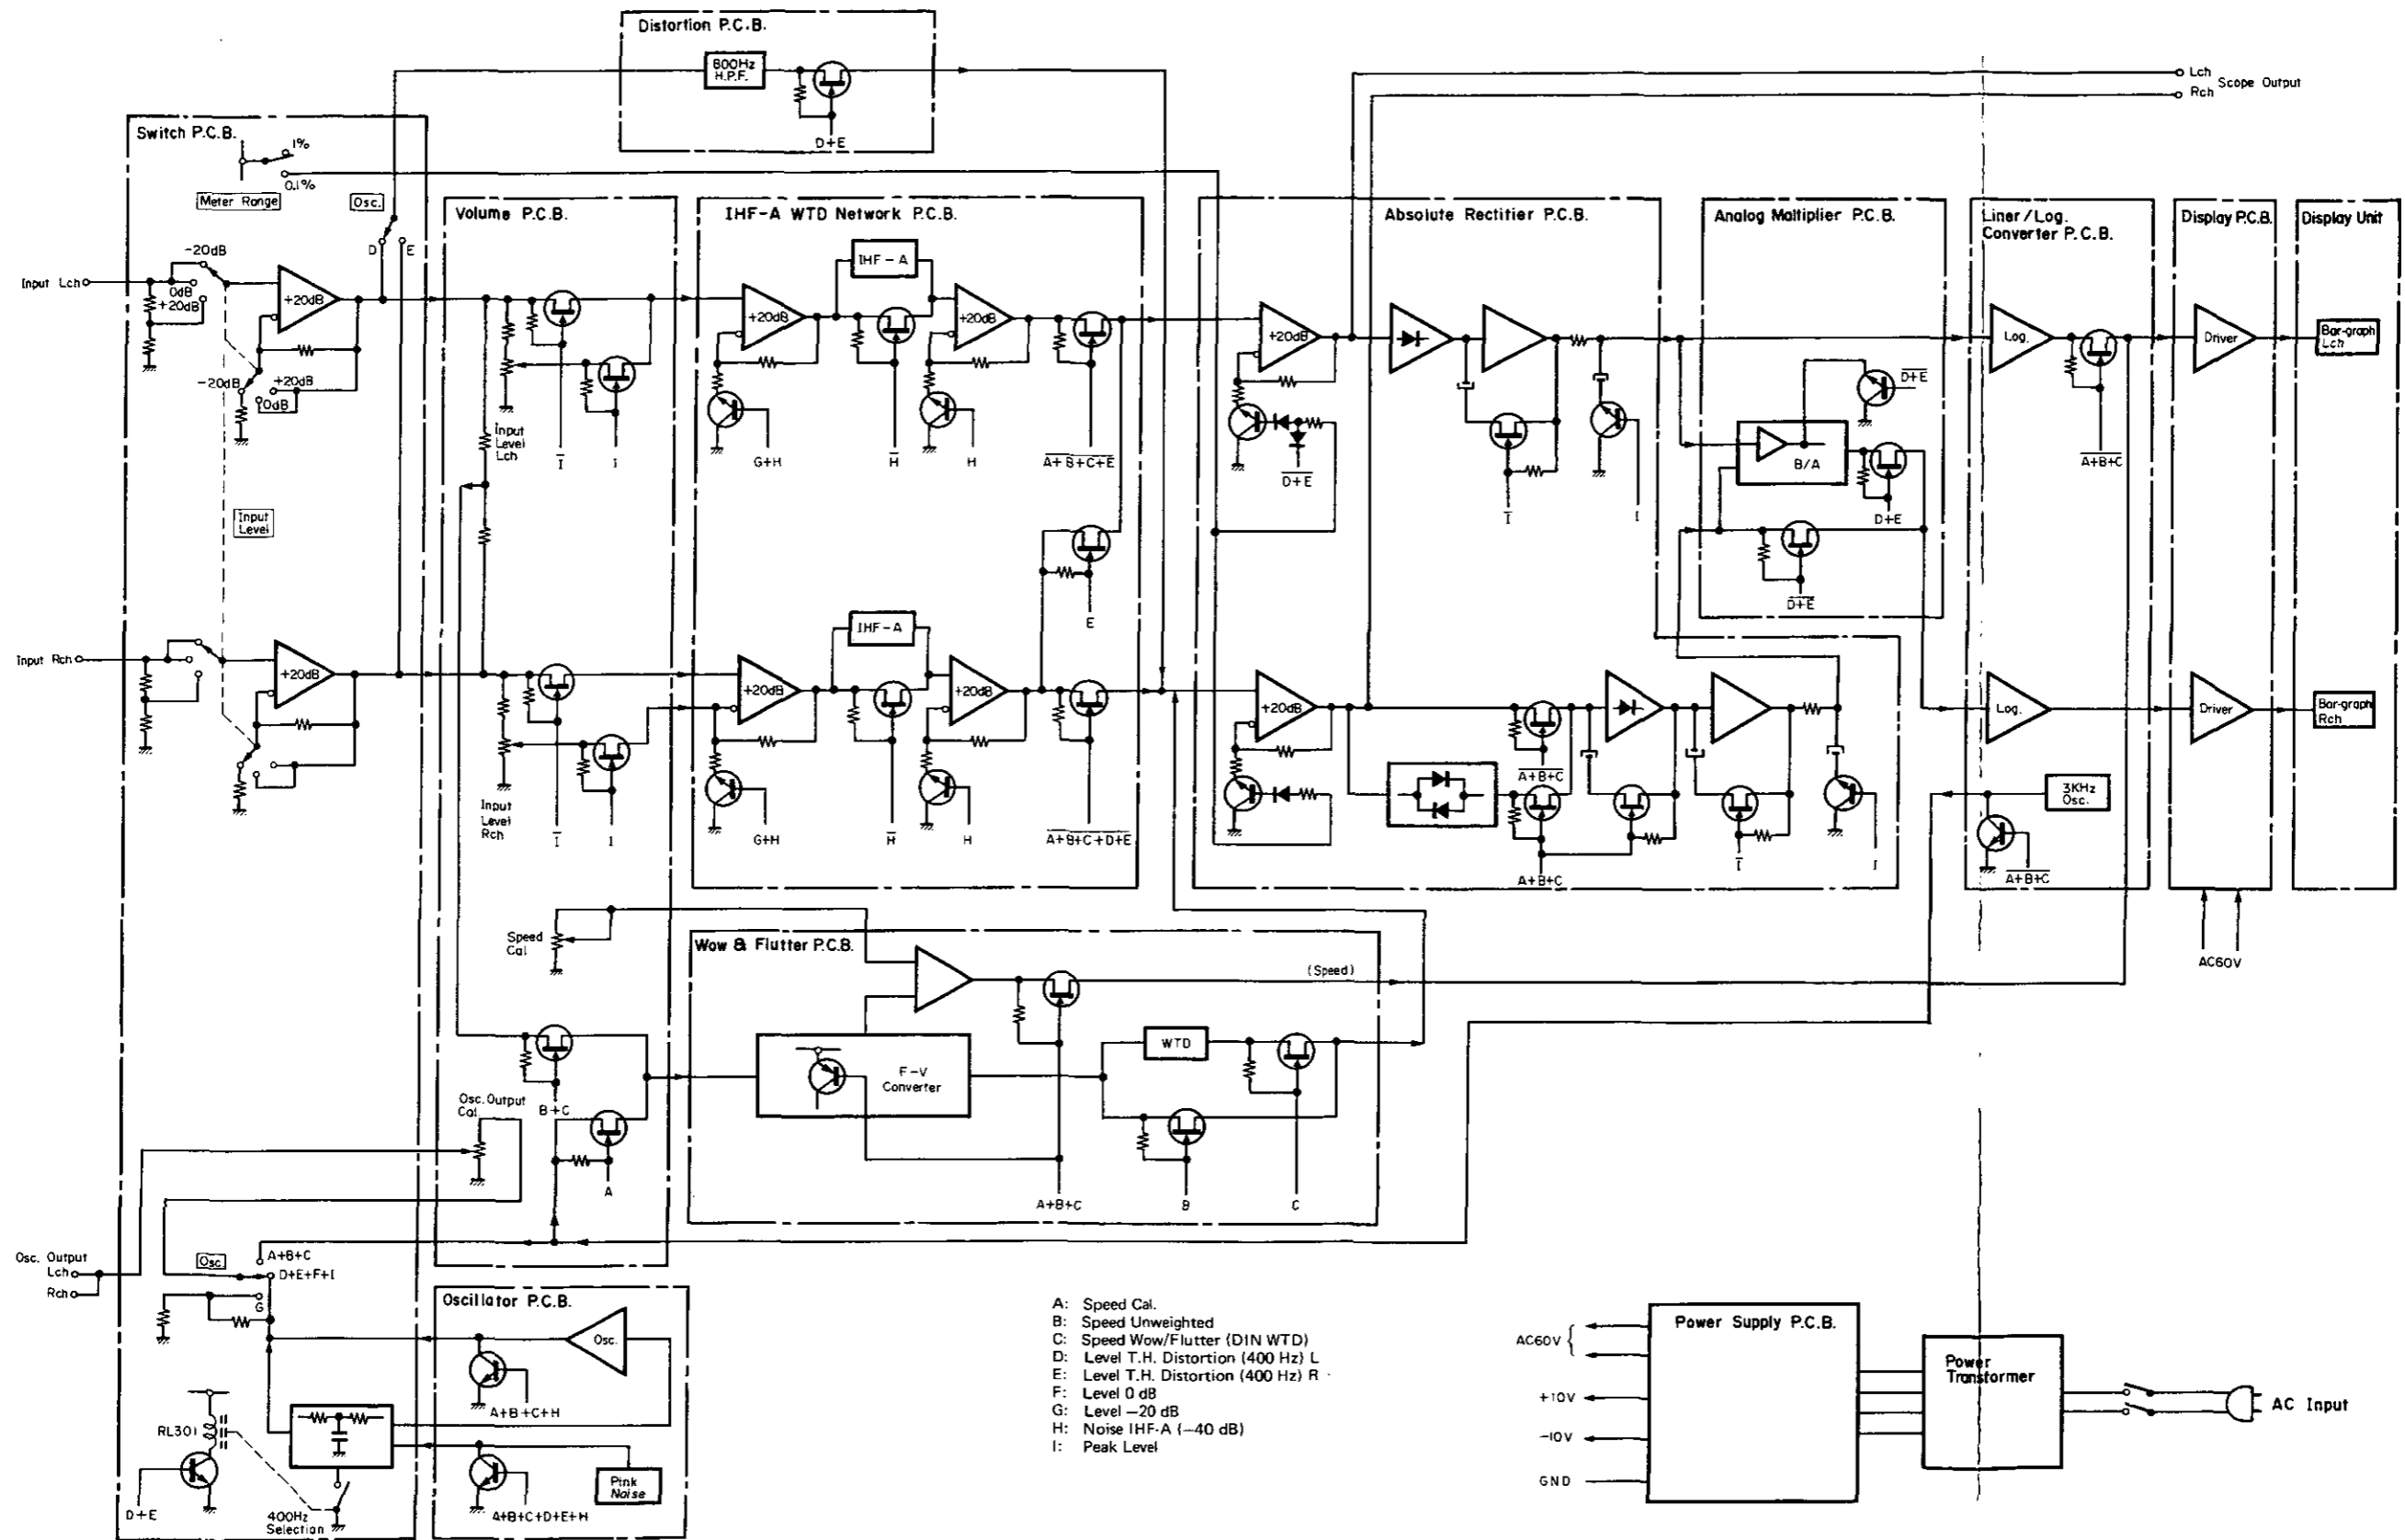 Distortion P.C.B.
800Hz
H.P.F.
D+E
Lch
Scope Output
Rch
Switch P.C.B.
1%
0.1%
Meter Range
Osc.
D
E
-20dB
0dB
+20dB
Input Lch
+20dB
-20dB
+20dB
0dB
Input
Level
Input Rch
+20dB
Volume P.C.B.
Input
Level
Lch
I̅
I
Input
Level
Rch
I̅
I
Speed
Cal
B+C
Osc. Output
Cal.
A
IHF-A WTD Network P.C.B.
IHF-A
+20dB
+20dB
G+H
H̅
H
A̅+̅B̅+̅C̅+̅E̅
E
IHF-A
+20dB
+20dB
G+H
H̅
H
A̅+̅B̅+̅C̅+̅D̅+̅E̅
Absolute Rectifier P.C.B.
+20dB
D̅+̅E̅
I̅
I
+20dB
A̅+̅B̅+̅C̅
A+B+C
I̅
I
Analog Maltiplier P.C.B.
D̅+̅E̅
B/A
D+E
D̅+̅E̅
Liner/Log.
Converter P.C.B.
Log.
A̅+̅B̅+̅C̅
Log.
3KHz
Osc.
A̅+̅B̅+̅C̅
Display P.C.B.
Driver
Driver
AC60V
Display Unit
Bar-graph
Lch
Bar-graph
Rch
Wow & Flutter P.C.B.
(Speed)
F-V
Converter
WTD
A+B+C
B
C
Osc. Output
Lch
Rch
Osc.
A+B+C
D+E+F+I
G
RL301
D+E
400Hz
Selection
Oscillator P.C.B.
Osc.
A+B+C+H
Pink
Noise
A+B+C+D+E+H
A: Speed Cal.
B: Speed Unweighted
C: Speed Wow/Flutter (DIN WTD)
D: Level T.H. Distortion (400 Hz) L
E: Level T.H. Distortion (400 Hz) R
F: Level 0 dB
G: Level −20 dB
H: Noise IHF-A (−40 dB)
I: Peak Level
Power Supply P.C.B.
AC60V
+10V
-10V
GND
Power
Transformer
AC Input